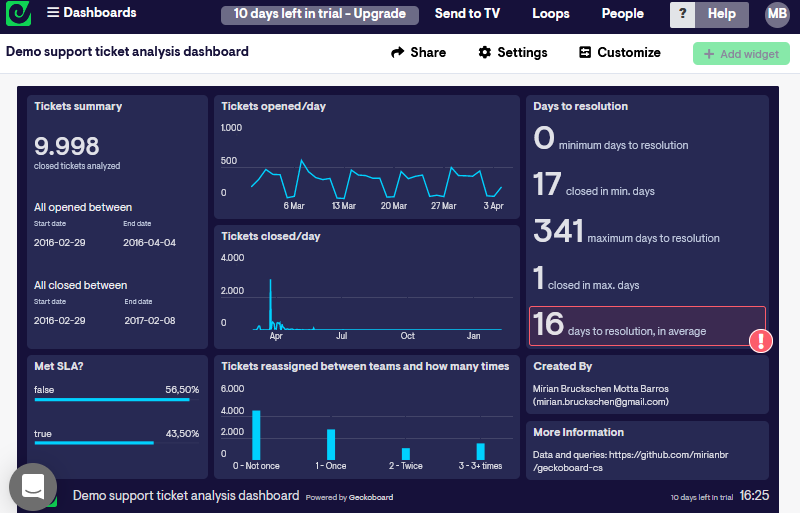 Dashboards
10 days left in trial - Upgrade
Send to TV
Loops
People
?
Help
MB
Demo support ticket analysis dashboard
Share
Settings
Customize
+ Add widget
Tickets summary
9.998
closed tickets analyzed
All opened between
Start date End date
2016-02-29 2016-04-04
All closed between
Start date End date
2016-02-29 2017-02-08
Met SLA?
false 56,50%
true 43,50%
Tickets opened/day
1.000
500
0
6 Mar 13 Mar 20 Mar 27 Mar 3 Apr
Tickets closed/day
4.000
2.000
0
Apr Jul Oct Jan
Tickets reassigned between teams and how many times
6.000
4.000
2.000
0
0 - Not once 1 - Once 2 - Twice 3 - 3+ times
Days to resolution
0 minimum days to resolution
17 closed in min. days
341 maximum days to resolution
1 closed in max. days
16 days to resolution, in average
!
Created By
Mirian Bruckschen Motta Barros
(mirian.bruckschen@gmail.com)
More Information
Data and queries: https://github.com/mirianbr
/geckoboard-cs
Demo support ticket analysis dashboard Powered by Geckoboard
10 days left in trial 16:25